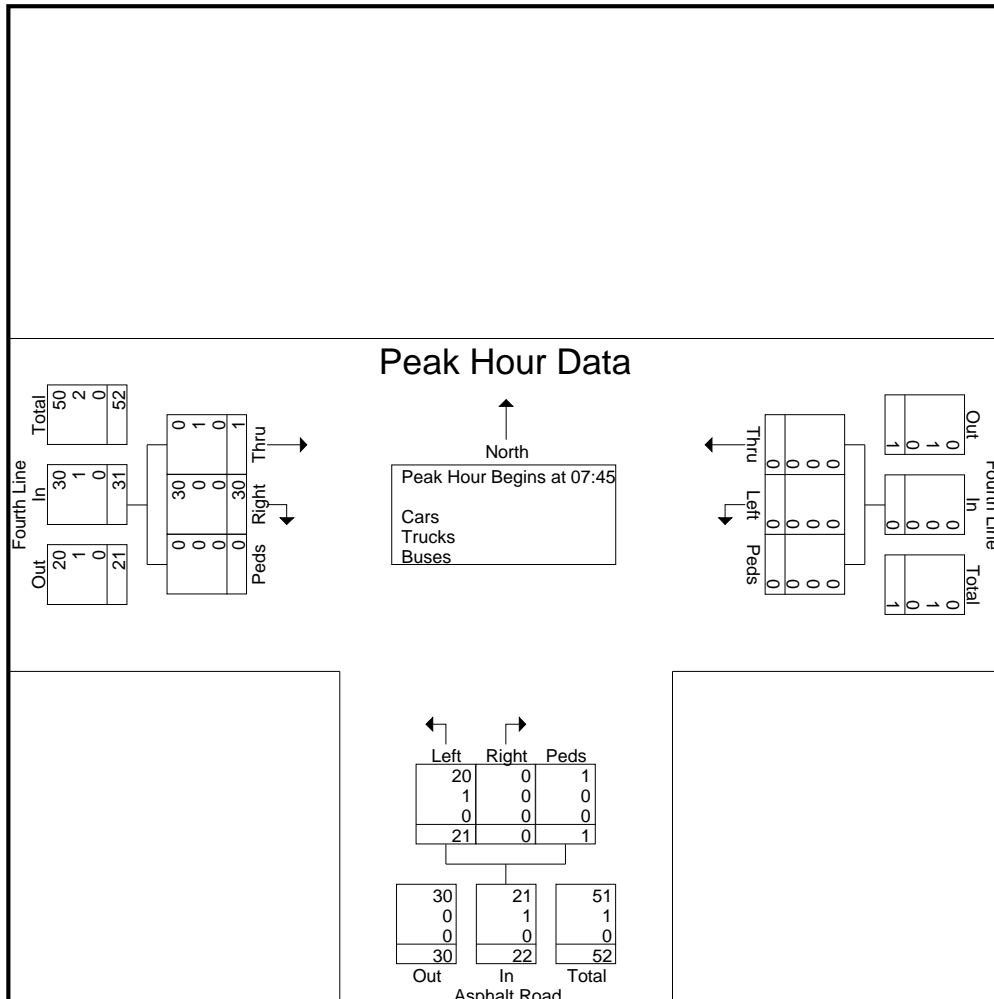 Peak Hour Data
North
Peak Hour Begins at 07:45
Cars
Trucks
Buses
Fourth Line
Total
50 2 0 52
In
30 1 0 31
Out
20 1 0 21
Thru
0 1 0 1
Right
30 0 0 30
Peds
0 0 0 0
Fourth Line
Out
0 1 0 1
In
0 0 0 0
Total
0 1 0 1
Thru
0 0 0 0
Left
0 0 0 0
Peds
0 0 0 0
Left Right Peds
20 0 1
1 0 0
0 0 0
21 0 1
30 21 51
0 1 1
0 0 0
30 22 52
Out In Total
Asphalt Road